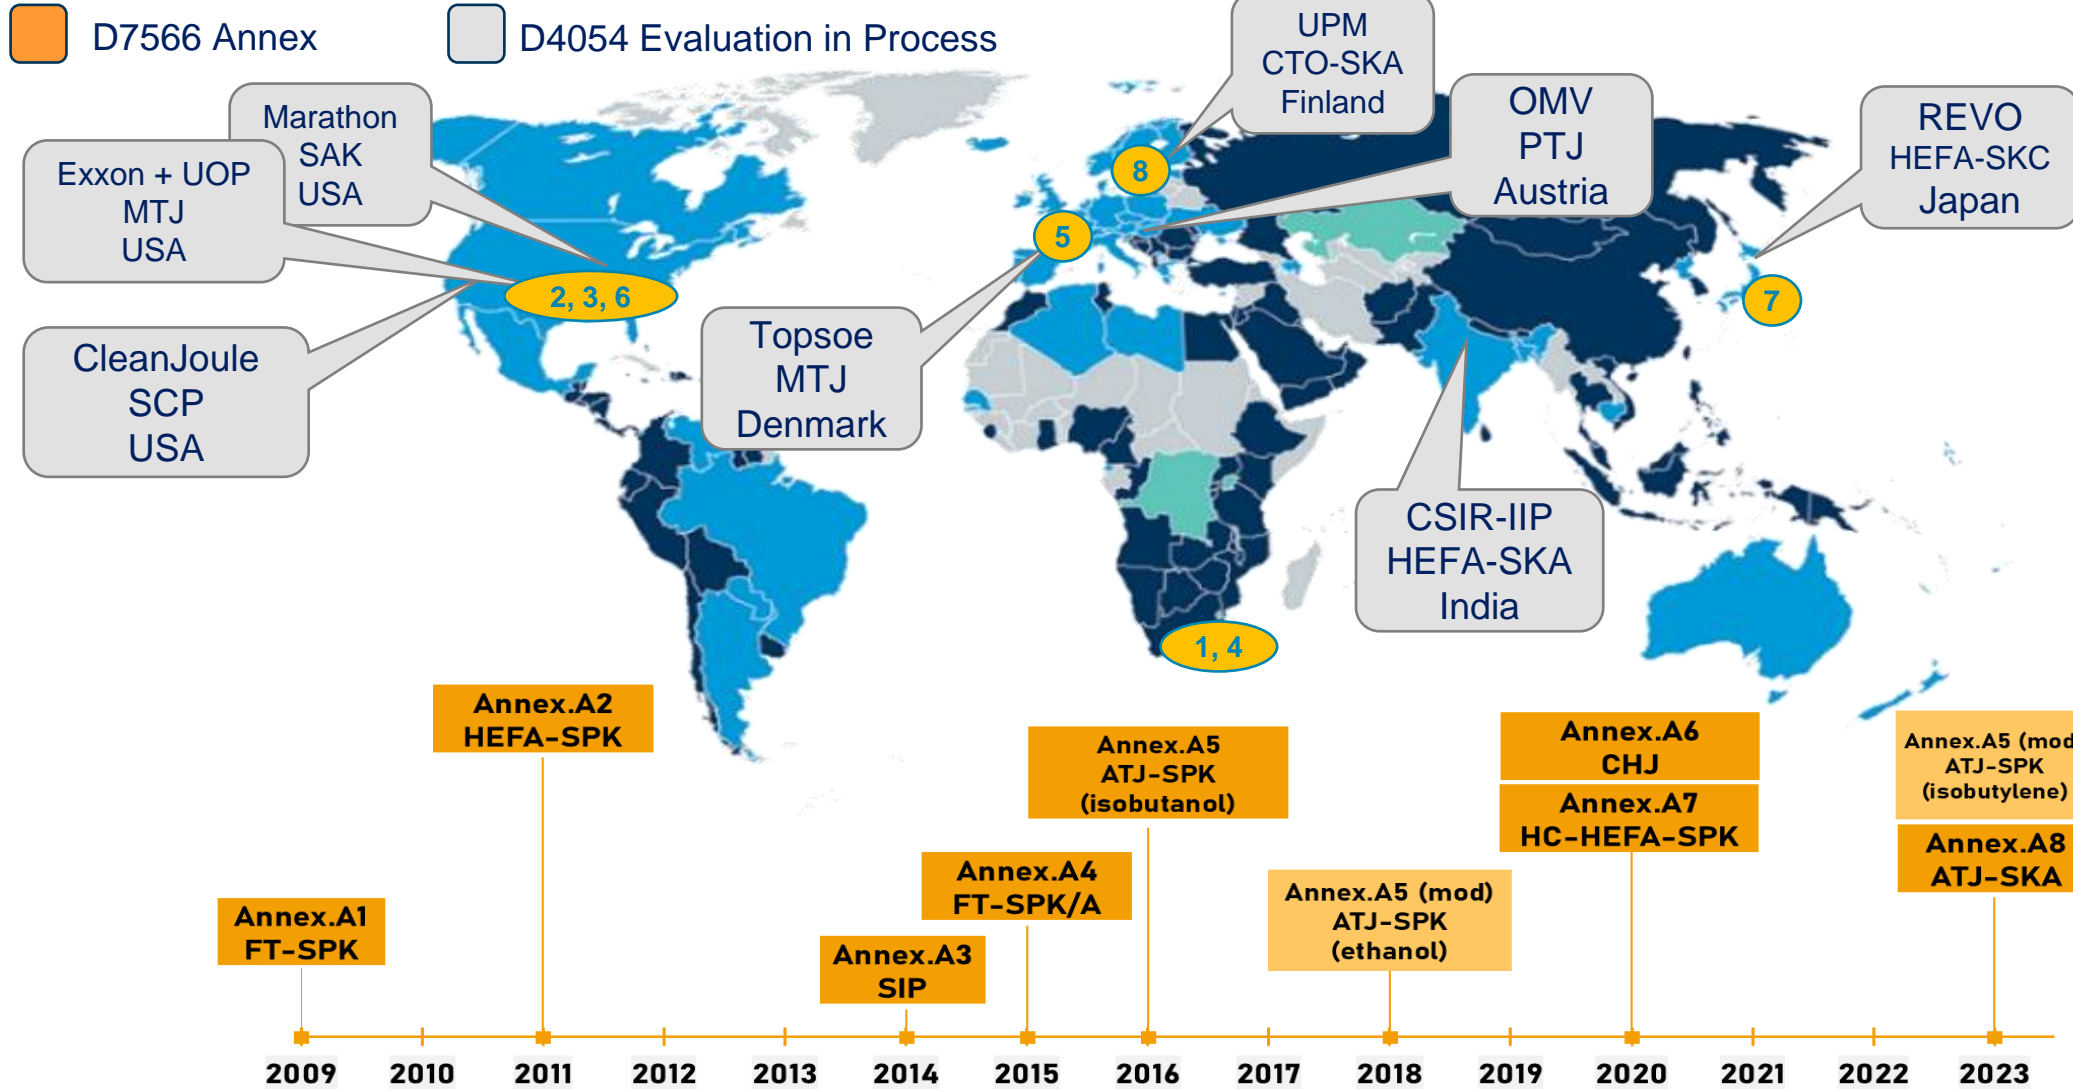 D7566 Annex
D4054 Evaluation in Process
UPM
CTO-SKA
Finland
Marathon
SAK
USA
OMV
PTJ
Austria
REVO
HEFA-SKC
Japan
Exxon + UOP
MTJ
USA
8
5
2, 3, 6
7
CleanJoule
SCP
USA
Topsoe
MTJ
Denmark
CSIR-IIP
HEFA-SKA
India
1, 4
Annex.A2
HEFA-SPK
Annex.A5
ATJ-SPK
(isobutanol)
Annex.A6
CHJ
Annex.A7
HC-HEFA-SPK
Annex.A5 (mod
ATJ-SPK
(isobutylene)
Annex.A8
ATJ-SKA
Annex.A4
FT-SPK/A
Annex.A5 (mod)
ATJ-SPK
(ethanol)
Annex.A1
FT-SPK
Annex.A3
SIP
2009 2010 2011 2012 2013 2014 2015 2016 2017 2018 2019 2020 2021 2022 2023